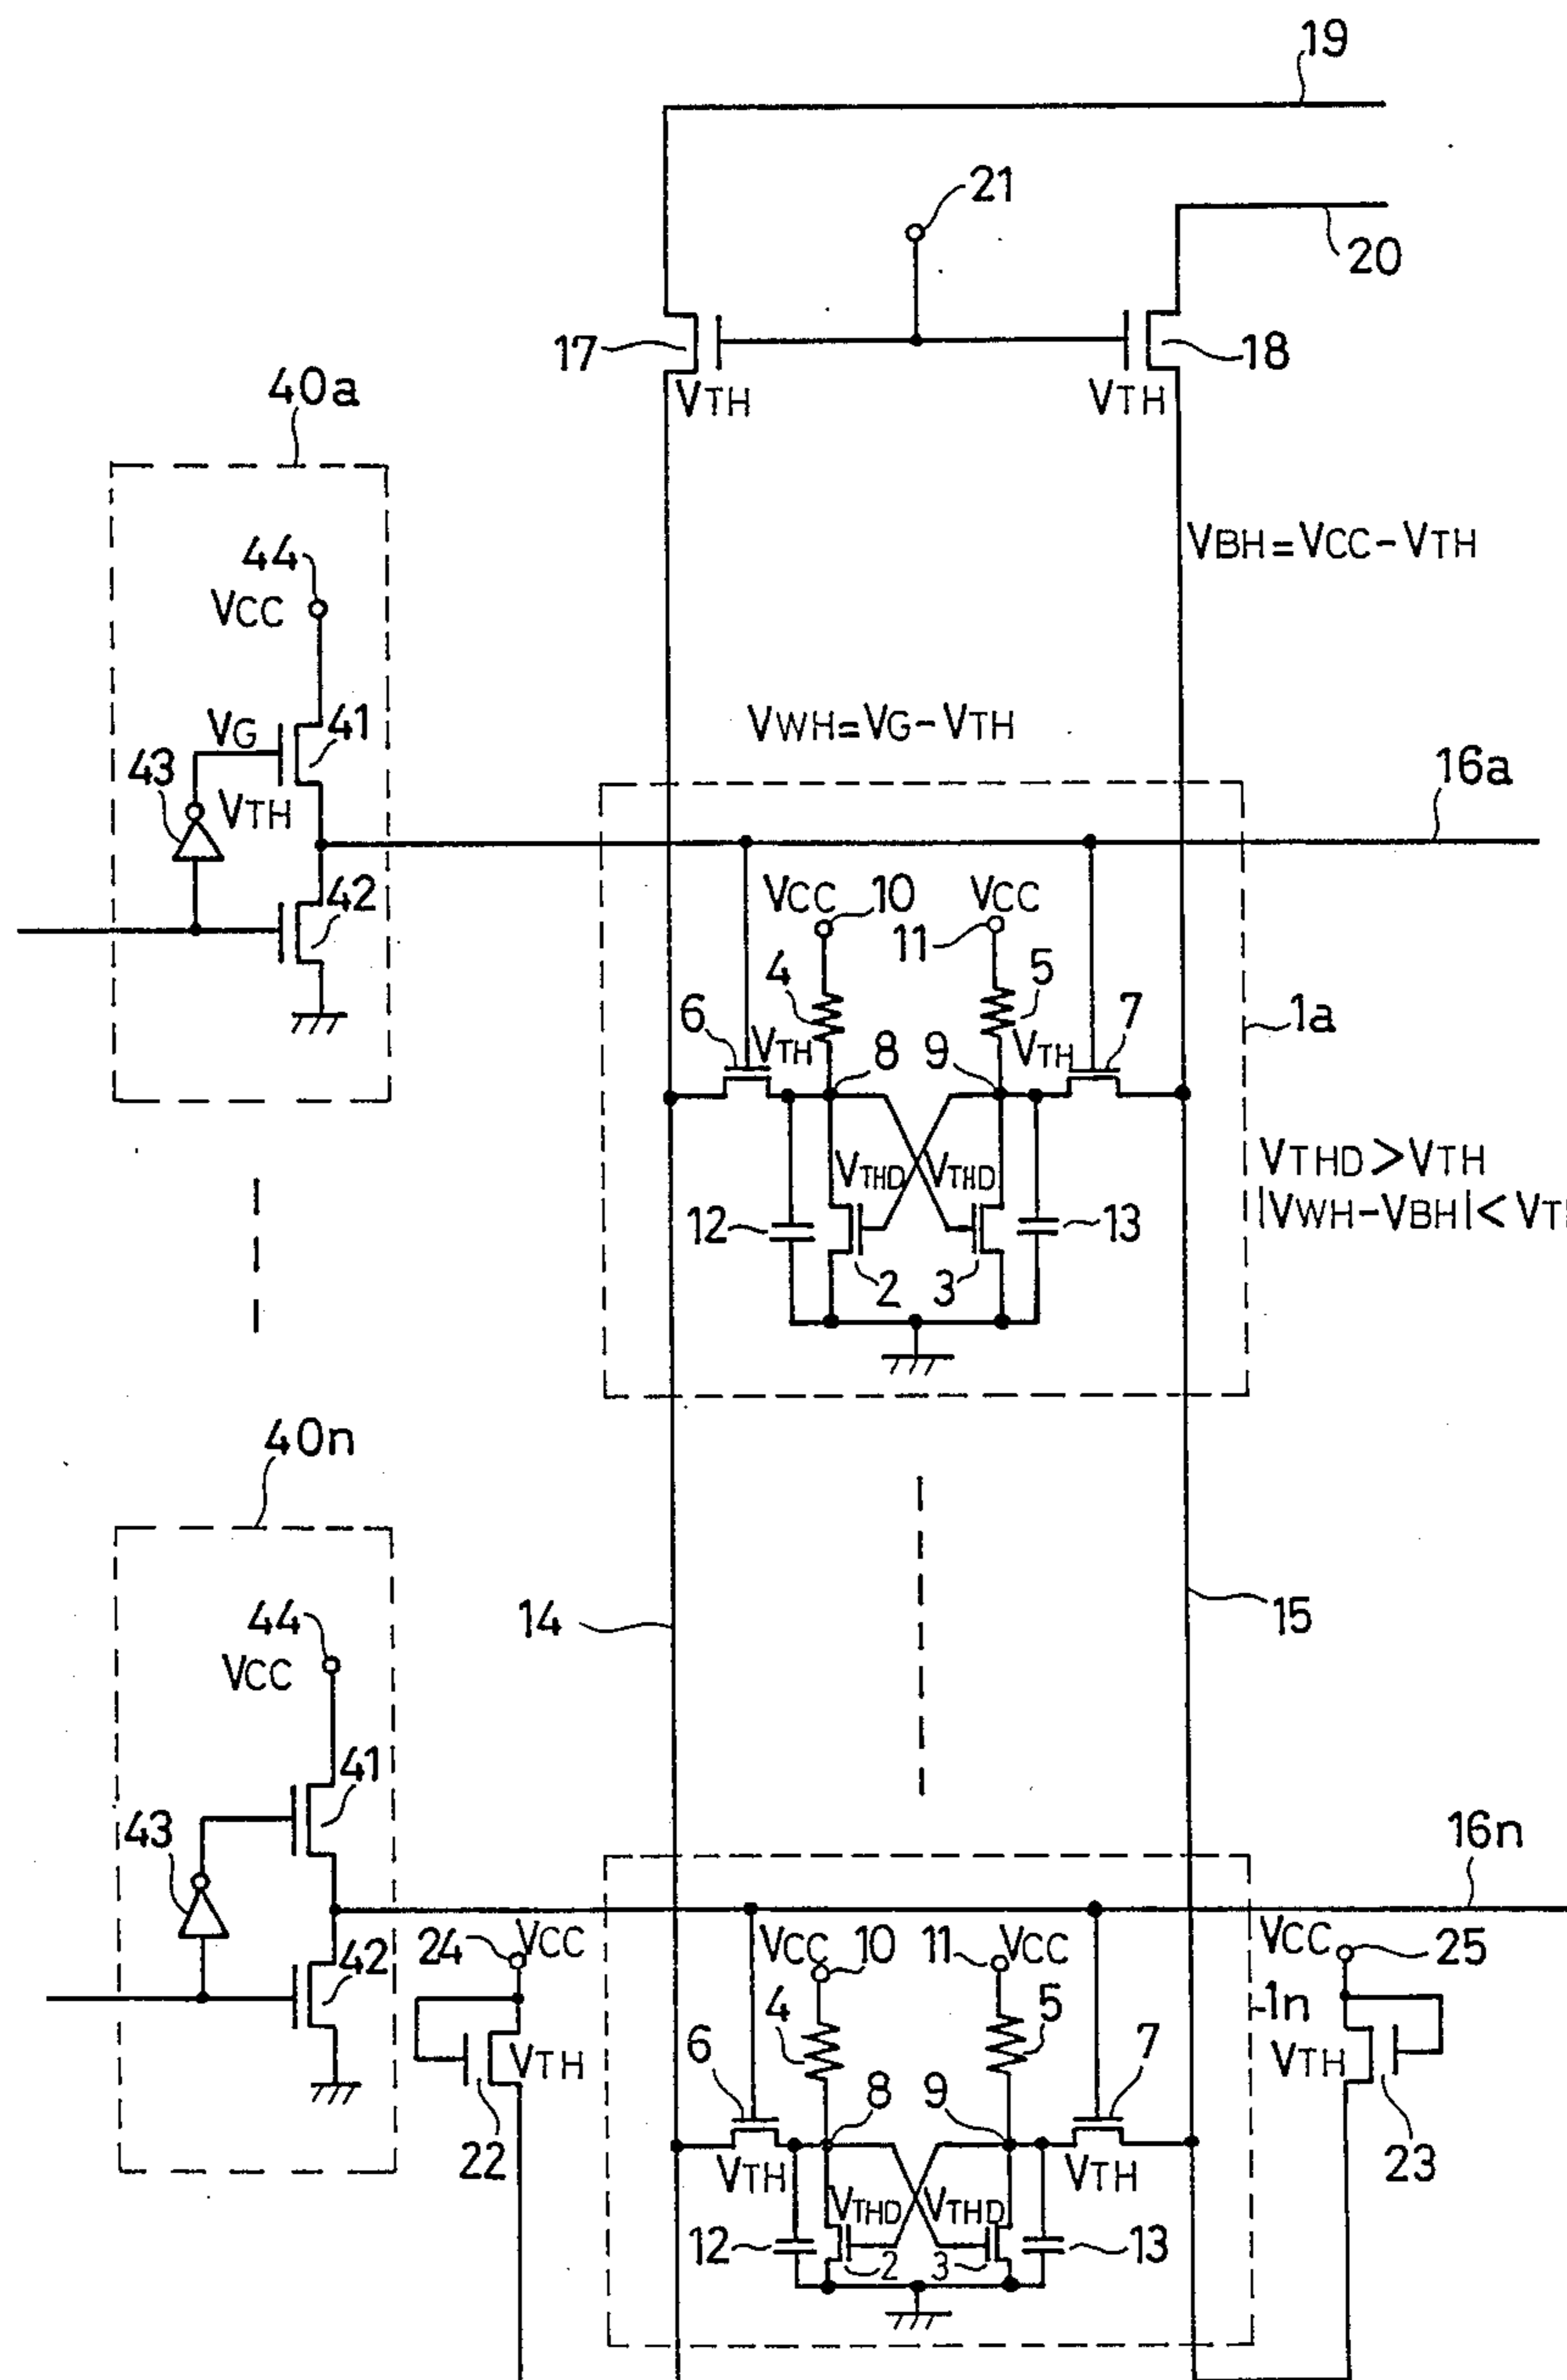 19
21
20
17
18
VTH
VTH
40a
VBH=VCC-VTH
44
VCC
VG
41
VWH=VG-VTH
43
VTH
16a
42
VCC
10
VCC
11
4
5
6
7
1a
VTH
8
9
VTH
VTHD
VTHD
VTHD>VTH
12
13
|VWH-VBH|<VT
2
3
40n
44
14
15
VCC
41
43
16n
24
VCC
VCC
10
11
VCC
VCC
25
42
4
5
1n
6
7
VTH
VTH
8
9
22
23
VTH
VTH
VTHD
VTHD
12
13
2
3